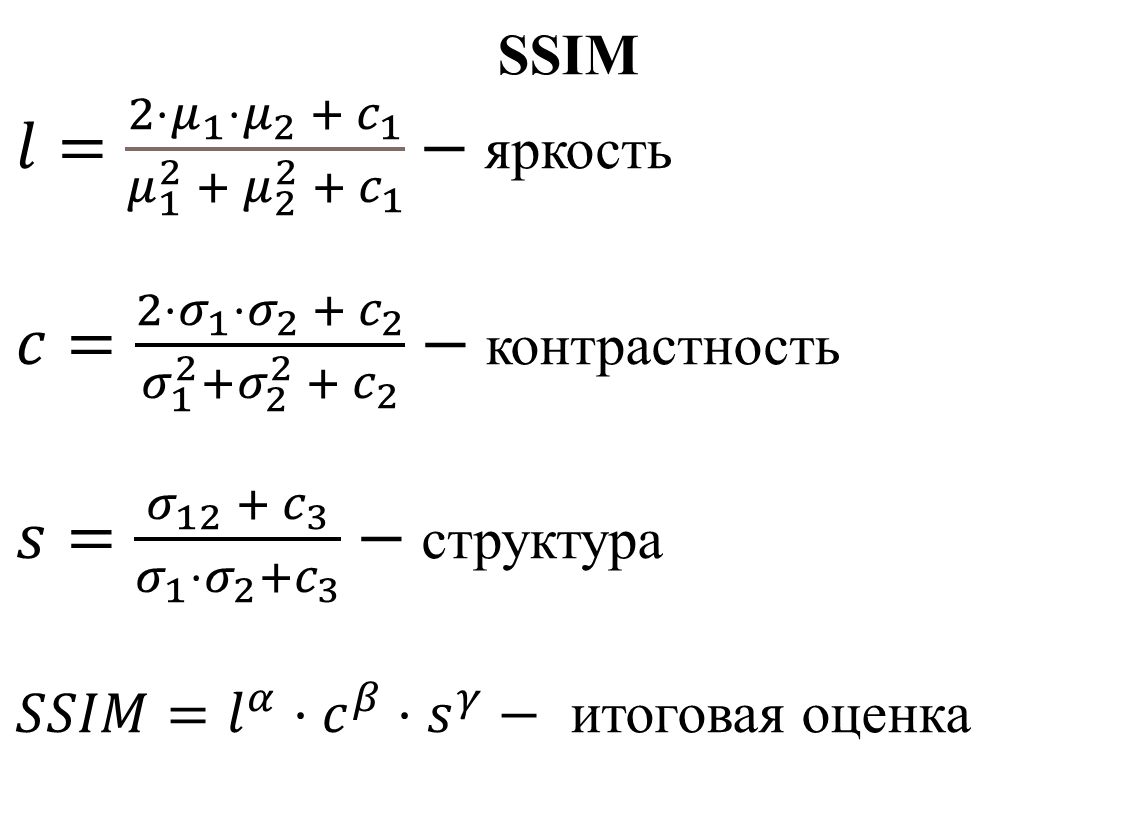 SSIM
l = (2·μ₁·μ₂ + c₁) / (μ₁² + μ₂² + c₁) − яркость
c = (2·σ₁·σ₂ + c₂) / (σ₁²+σ₂² + c₂) − контрастность
s = (σ₁₂ + c₃) / (σ₁·σ₂+c₃) − структура
SSIM = l^α · c^β · s^γ − итоговая оценка